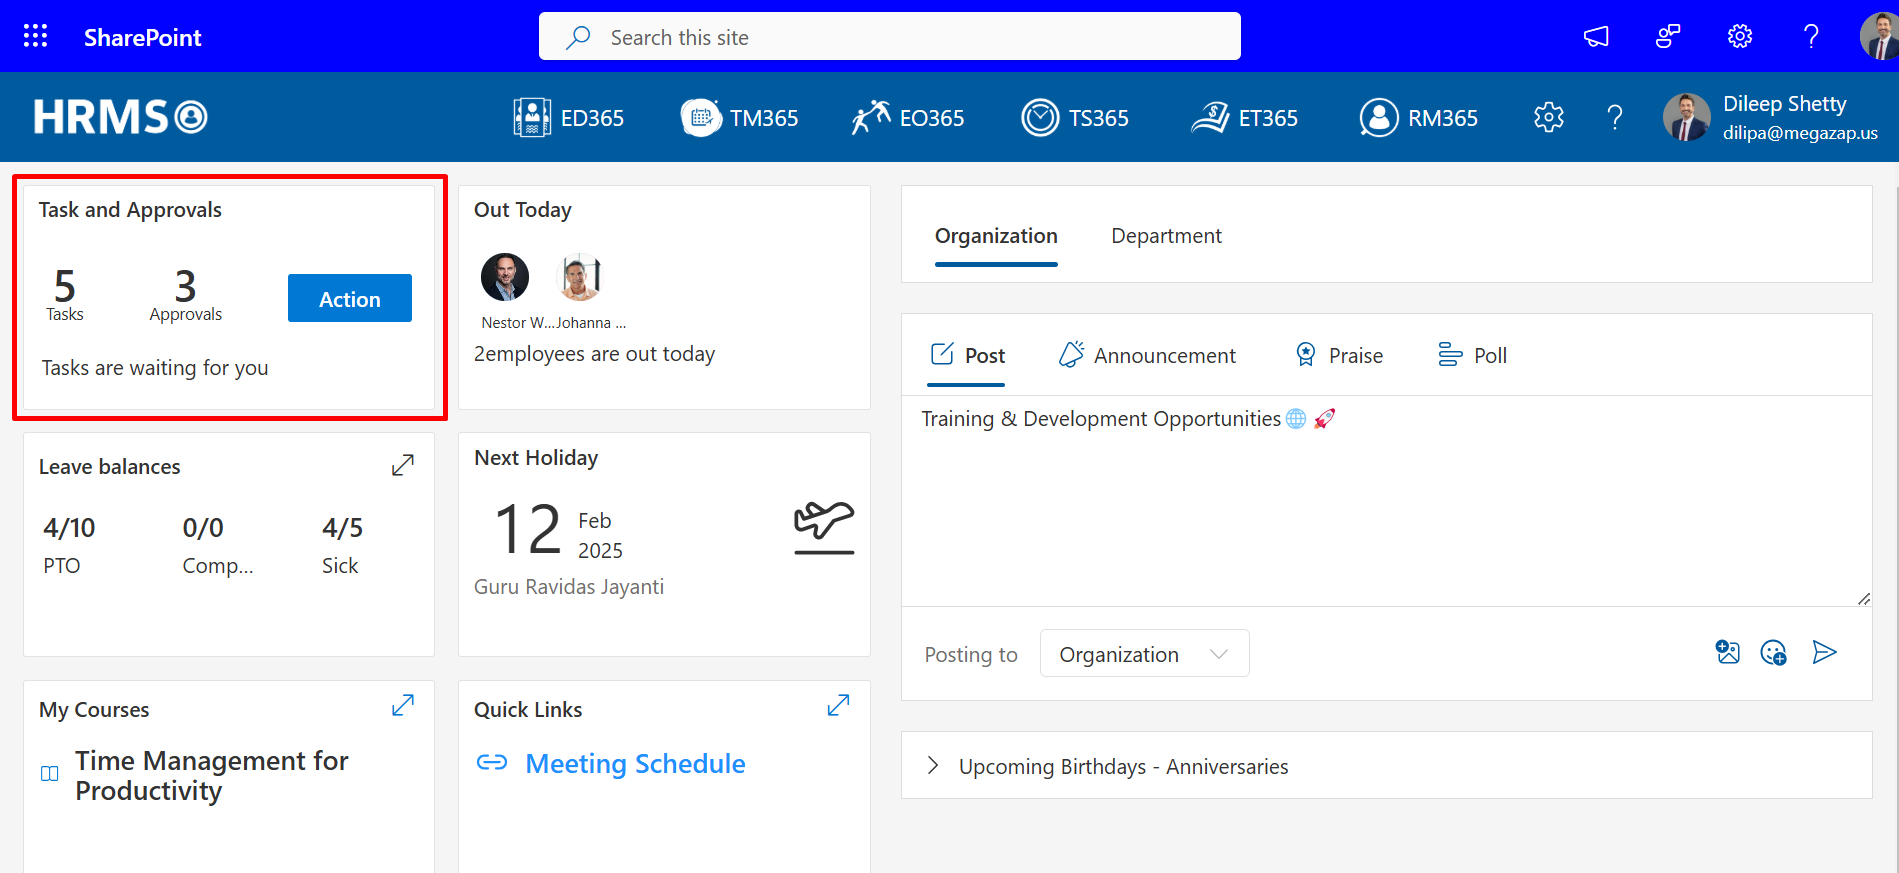 SharePoint
Search this site
HRMS
ED365
TM365
EO365
TS365
ET365
RM365
Dileep Shetty
dilipa@megazap.us
Task and Approvals
5
Tasks
3
Approvals
Action
Tasks are waiting for you
Out Today
Nestor W...
Johanna ...
2employees are out today
Organization
Department
Post
Announcement
Praise
Poll
Training & Development Opportunities🌐 🚀
Posting to
Organization
Leave balances
4/10
PTO
0/0
Comp...
4/5
Sick
Next Holiday
12
Feb
2025
Guru Ravidas Jayanti
My Courses
Time Management for
Productivity
Quick Links
Meeting Schedule
Upcoming Birthdays - Anniversaries